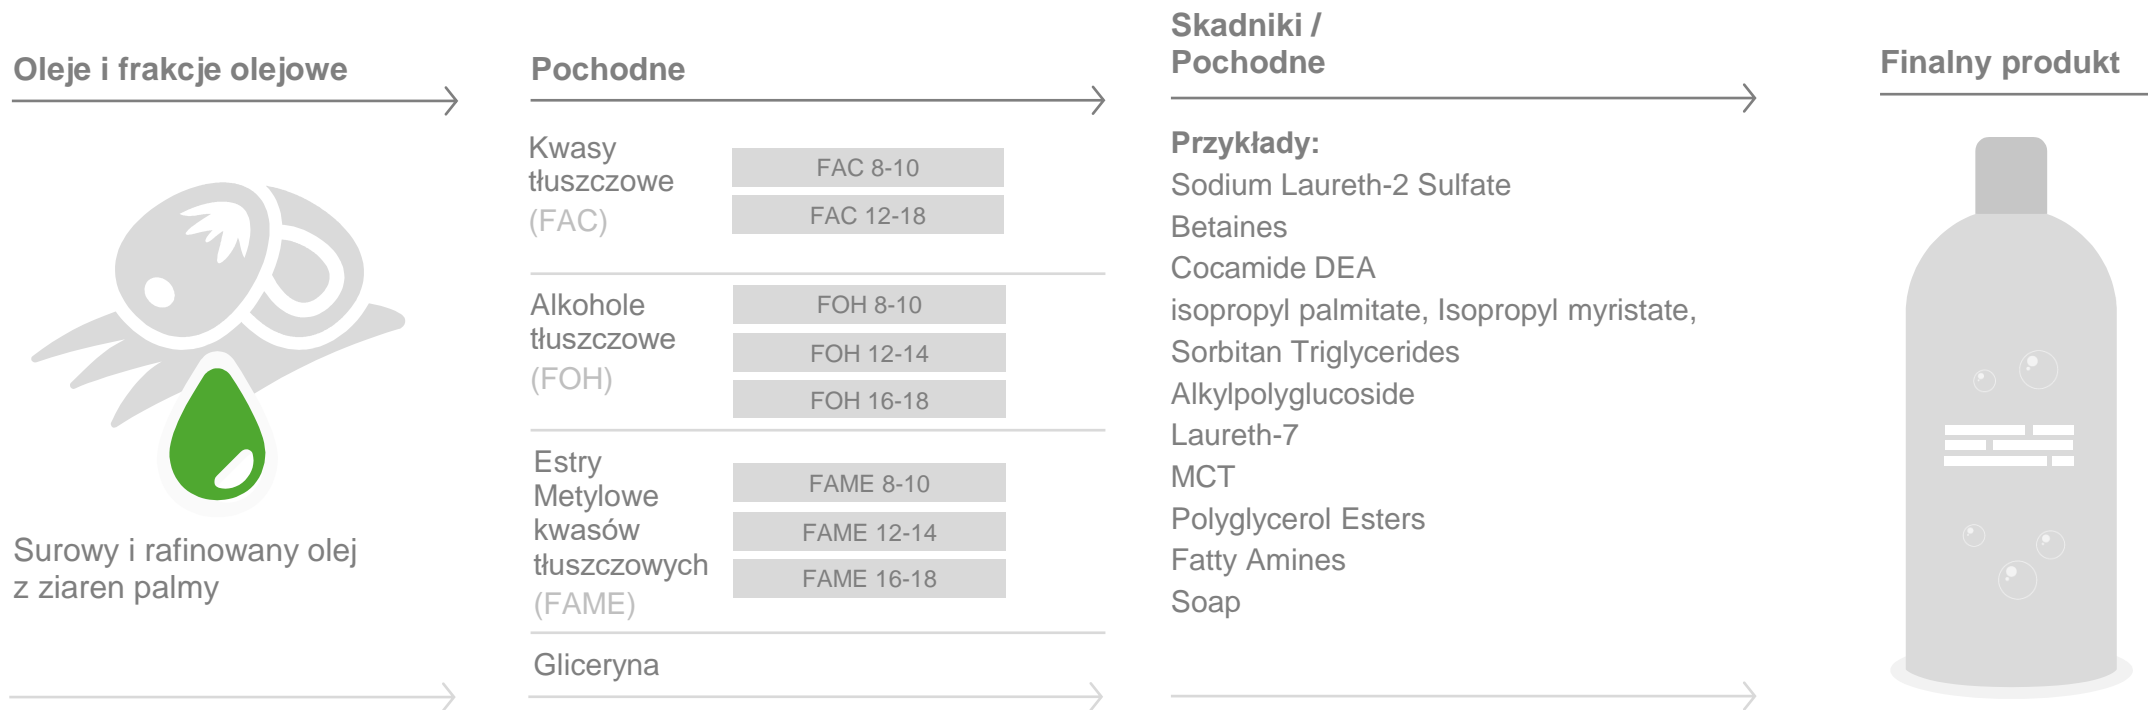 Oleje i frakcje olejowe
Surowy i rafinowany olej
z ziaren palmy
Pochodne
Kwasy
tłuszczowe
(FAC)
FAC 8-10
FAC 12-18
Alkohole
tłuszczowe
(FOH)
FOH 8-10
FOH 12-14
FOH 16-18
Estry
Metylowe
kwasów
tłuszczowych
(FAME)
FAME 8-10
FAME 12-14
FAME 16-18
Gliceryna
Skadniki /
Pochodne
Przykłady:
Sodium Laureth-2 Sulfate
Betaines
Cocamide DEA
isopropyl palmitate, Isopropyl myristate,
Sorbitan Triglycerides
Alkylpolyglucoside
Laureth-7
MCT
Polyglycerol Esters
Fatty Amines
Soap
Finalny produkt